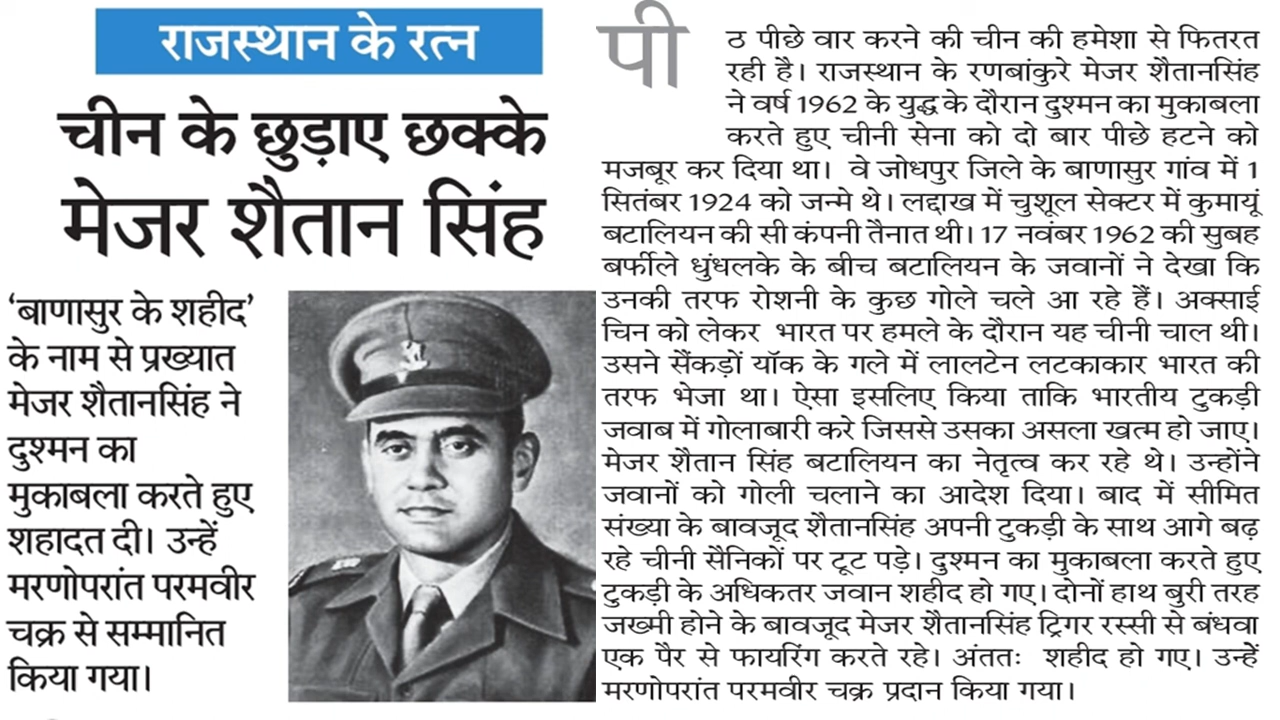 राजस्थान के रत्न
चीन के छुड़ाए छक्के
मेजर शैतान सिंह
‘बाणासुर के शहीद’
के नाम से प्रख्यात
मेजर शैतानसिंह ने
दुश्मन का
मुकाबला करते हुए
शहादत दी। उन्हें
मरणोपरांत परमवीर
चक्र से सम्मानित
किया गया।
पीठ पीछे वार करने की चीन की हमेशा से फितरत
रही है। राजस्थान के रणबांकुरे मेजर शैतानसिंह
ने वर्ष 1962 के युद्ध के दौरान दुश्मन का मुकाबला
करते हुए चीनी सेना को दो बार पीछे हटने को
मजबूर कर दिया था। वे जोधपुर जिले के बाणासुर गांव में 1
सितंबर 1924 को जन्मे थे। लद्दाख में चुशूल सेक्टर में कुमायूं
बटालियन की सी कंपनी तैनात थी। 17 नवंबर 1962 की सुबह
बर्फीले धुंधलके के बीच बटालियन के जवानों ने देखा कि
उनकी तरफ रोशनी के कुछ गोले चले आ रहे हैं। अक्साई
चिन को लेकर भारत पर हमले के दौरान यह चीनी चाल थी।
उसने सैंकड़ों यॉक के गले में लालटेन लटकाकार भारत की
तरफ भेजा था। ऐसा इसलिए किया ताकि भारतीय टुकड़ी
जवाब में गोलाबारी करे जिससे उसका असला खत्म हो जाए।
मेजर शैतान सिंह बटालियन का नेतृत्व कर रहे थे। उन्होंने
जवानों को गोली चलाने का आदेश दिया। बाद में सीमित
संख्या के बावजूद शैतानसिंह अपनी टुकड़ी के साथ आगे बढ़
रहे चीनी सैनिकों पर टूट पड़े। दुश्मन का मुकाबला करते हुए
टुकड़ी के अधिकतर जवान शहीद हो गए। दोनों हाथ बुरी तरह
जख्मी होने के बावजूद मेजर शैतानसिंह ट्रिगर रस्सी से बंधवा
एक पैर से फायरिंग करते रहे। अंततः शहीद हो गए। उन्हें
मरणोपरांत परमवीर चक्र प्रदान किया गया।